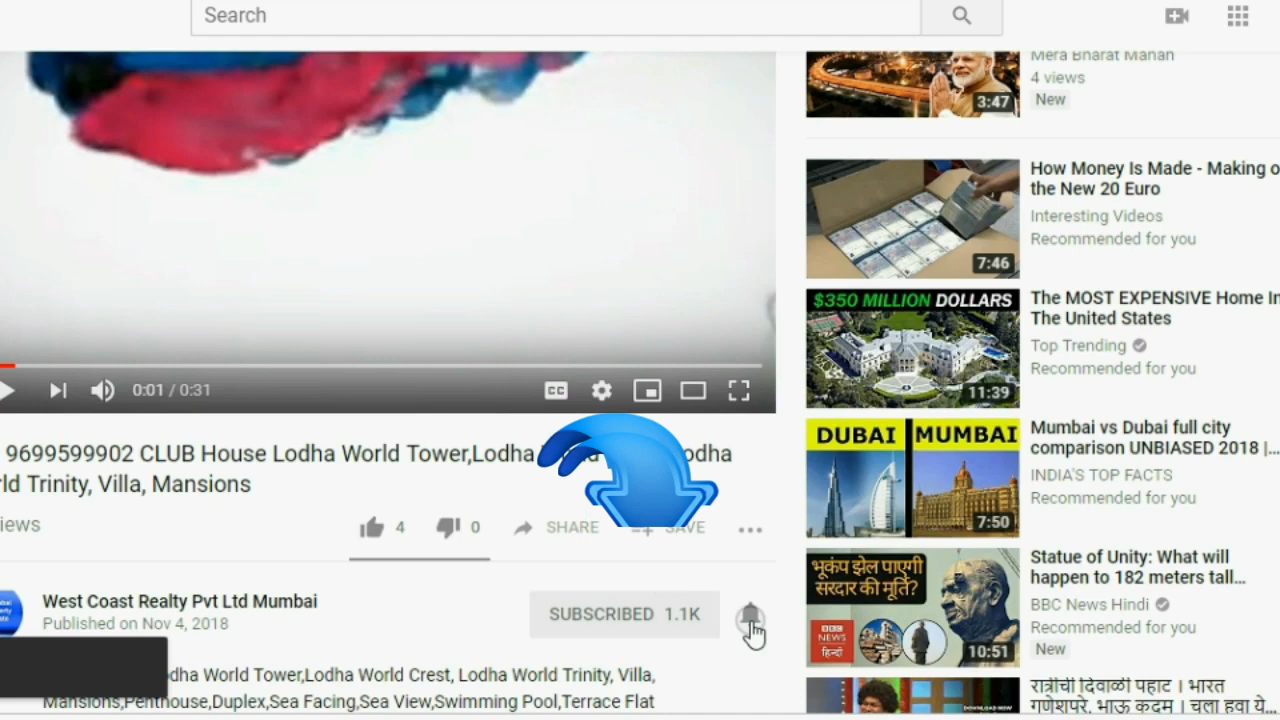 Search
0:01 / 0:31
CC
9699599902 CLUB House Lodha World Tower,Lodha
Trinity, Villa, Mansions
4
0
SHARE
SAVE
West Coast Realty Pvt Ltd Mumbai
Published on Nov 4, 2018
SUBSCRIBED 1.1K
World Tower,Lodha World Crest, Lodha World Trinity, Villa,
Mansions,Penthouse,Duplex,Sea Facing,Sea View,Swimming Pool,Terrace Flat
Mera Bharat Mahan
4 views
New
3:47
How Money Is Made - Making
the New 20 Euro
Interesting Videos
Recommended for you
7:46
$350 MILLION DOLLARS
11:39
The MOST EXPENSIVE Home In
The United States
Top Trending
Recommended for you
DUBAI MUMBAI
7:50
Mumbai vs Dubai full city
comparison UNBIASED 2018 |...
INDIA'S TOP FACTS
Recommended for you
भूकंप झेल पाएगी
सरदार की मूर्ति?
BBC
NEWS
हिन्दी
10:51
Statue of Unity: What will
happen to 182 meters tall...
BBC News Hindi
Recommended for you
New
DOWNLOAD NOW
रात्रीची दिवाळी पहाट । भारत
गणेशपुरे, भाऊ कदम । चला हवा ये...